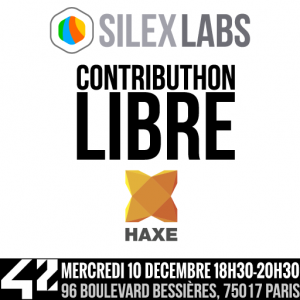 SILEX LABS
CONTRIBUTHON
LIBRE
HAXE
42 MERCREDI 10 DECEMBRE 18H30-20H30
96 BOULEVARD BESSIÈRES, 75017 PARIS